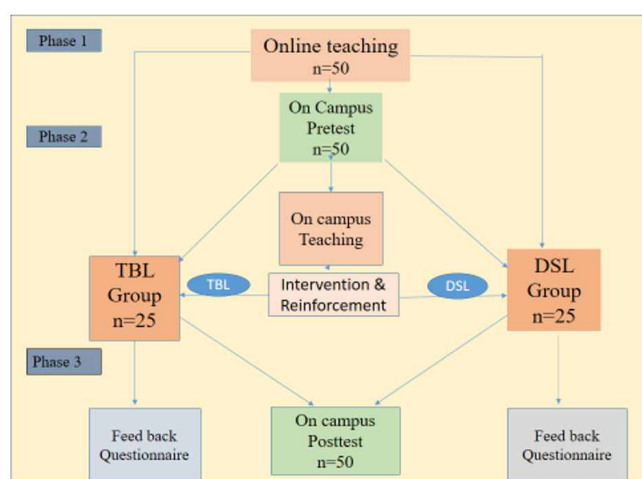 Phase 1
Online teaching
n=50
Phase 2
On Campus
Pretest
n=50
On campus
Teaching
TBL
Group
n=25
TBL
Intervention &
Reinforcement
DSL
DSL
Group
n=25
Phase 3
Feed back
Questionnaire
On campus
Posttest
n=50
Feed back
Questionnaire